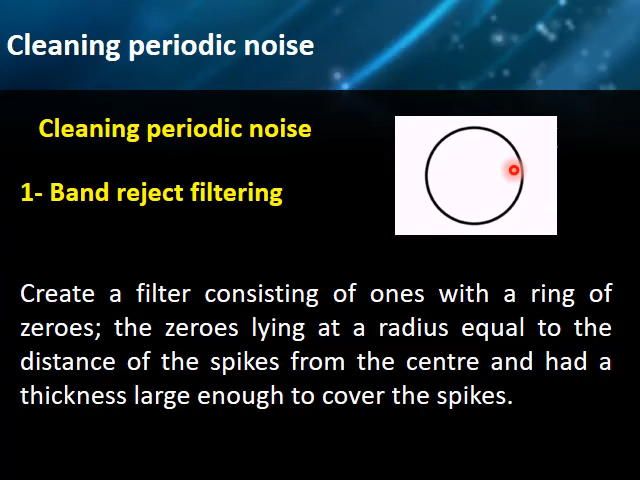 Cleaning periodic noise
Cleaning periodic noise
1- Band reject filtering
Create a filter consisting of ones with a ring of
zeroes; the zeroes lying at a radius equal to the
distance of the spikes from the centre and had a
thickness large enough to cover the spikes.